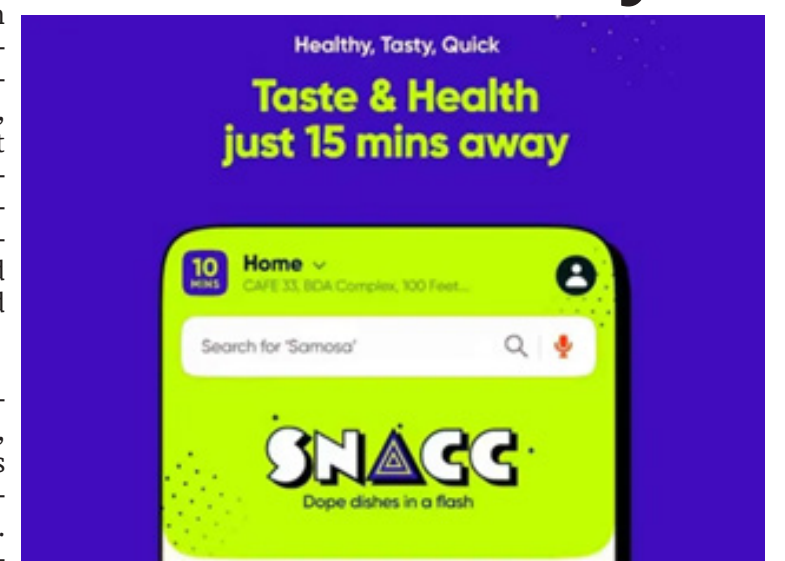 Healthy, Tasty, Quick
Taste & Health
just 15 mins away
10
MINS
Home
CAFE 33, BDA Complex, 100 Feet...
Search for 'Samosa'
SNACC
Dope dishes in a flash